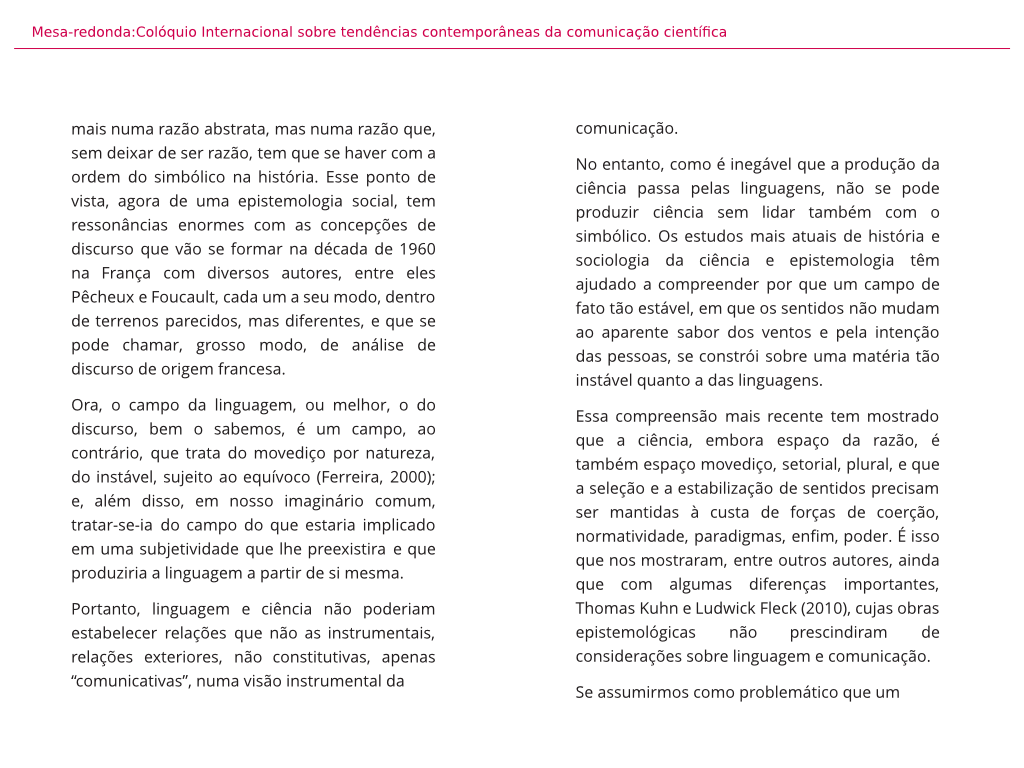 Mesa-redonda:Colóquio Internacional sobre tendências contemporâneas da comunicação científica
mais numa razão abstrata, mas numa razão que,
sem deixar de ser razão, tem que se haver com a
ordem do simbólico na história. Esse ponto de
vista, agora de uma epistemologia social, tem
ressonâncias enormes com as concepções de
discurso que vão se formar na década de 1960
na França com diversos autores, entre eles
Pêcheux e Foucault, cada um a seu modo, dentro
de terrenos parecidos, mas diferentes, e que se
pode chamar, grosso modo, de análise de
discurso de origem francesa.
Ora, o campo da linguagem, ou melhor, o do
discurso, bem o sabemos, é um campo, ao
contrário, que trata do movediço por natureza,
do instável, sujeito ao equívoco (Ferreira, 2000);
e, além disso, em nosso imaginário comum,
tratar-se-ia do campo do que estaria implicado
em uma subjetividade que lhe preexistira e que
produziria a linguagem a partir de si mesma.
Portanto, linguagem e ciência não poderiam
estabelecer relações que não as instrumentais,
relações exteriores, não constitutivas, apenas
“comunicativas”, numa visão instrumental da
comunicação.
No entanto, como é inegável que a produção da
ciência passa pelas linguagens, não se pode
produzir ciência sem lidar também com o
simbólico. Os estudos mais atuais de história e
sociologia da ciência e epistemologia têm
ajudado a compreender por que um campo de
fato tão estável, em que os sentidos não mudam
ao aparente sabor dos ventos e pela intenção
das pessoas, se constrói sobre uma matéria tão
instável quanto a das linguagens.
Essa compreensão mais recente tem mostrado
que a ciência, embora espaço da razão, é
também espaço movediço, setorial, plural, e que
a seleção e a estabilização de sentidos precisam
ser mantidas à custa de forças de coerção,
normatividade, paradigmas, enfim, poder. É isso
que nos mostraram, entre outros autores, ainda
que com algumas diferenças importantes,
Thomas Kuhn e Ludwick Fleck (2010), cujas obras
epistemológicas não prescindiram de
considerações sobre linguagem e comunicação.
Se assumirmos como problemático que um